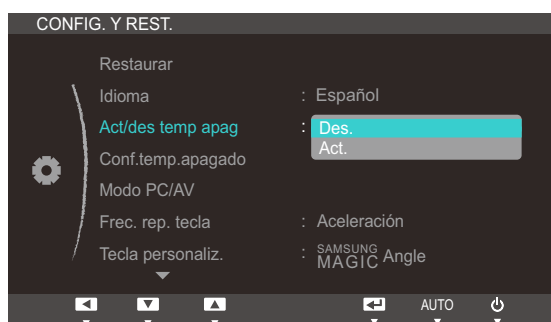 CONFIG. Y REST.
Restaurar
Idioma : Español
Act/des temp apag : Des.
Act.
Conf.temp.apagado
Modo PC/AV
Frec. rep. tecla : Aceleración
Tecla personaliz. : SAMSUNG MAGIC Angle
AUTO